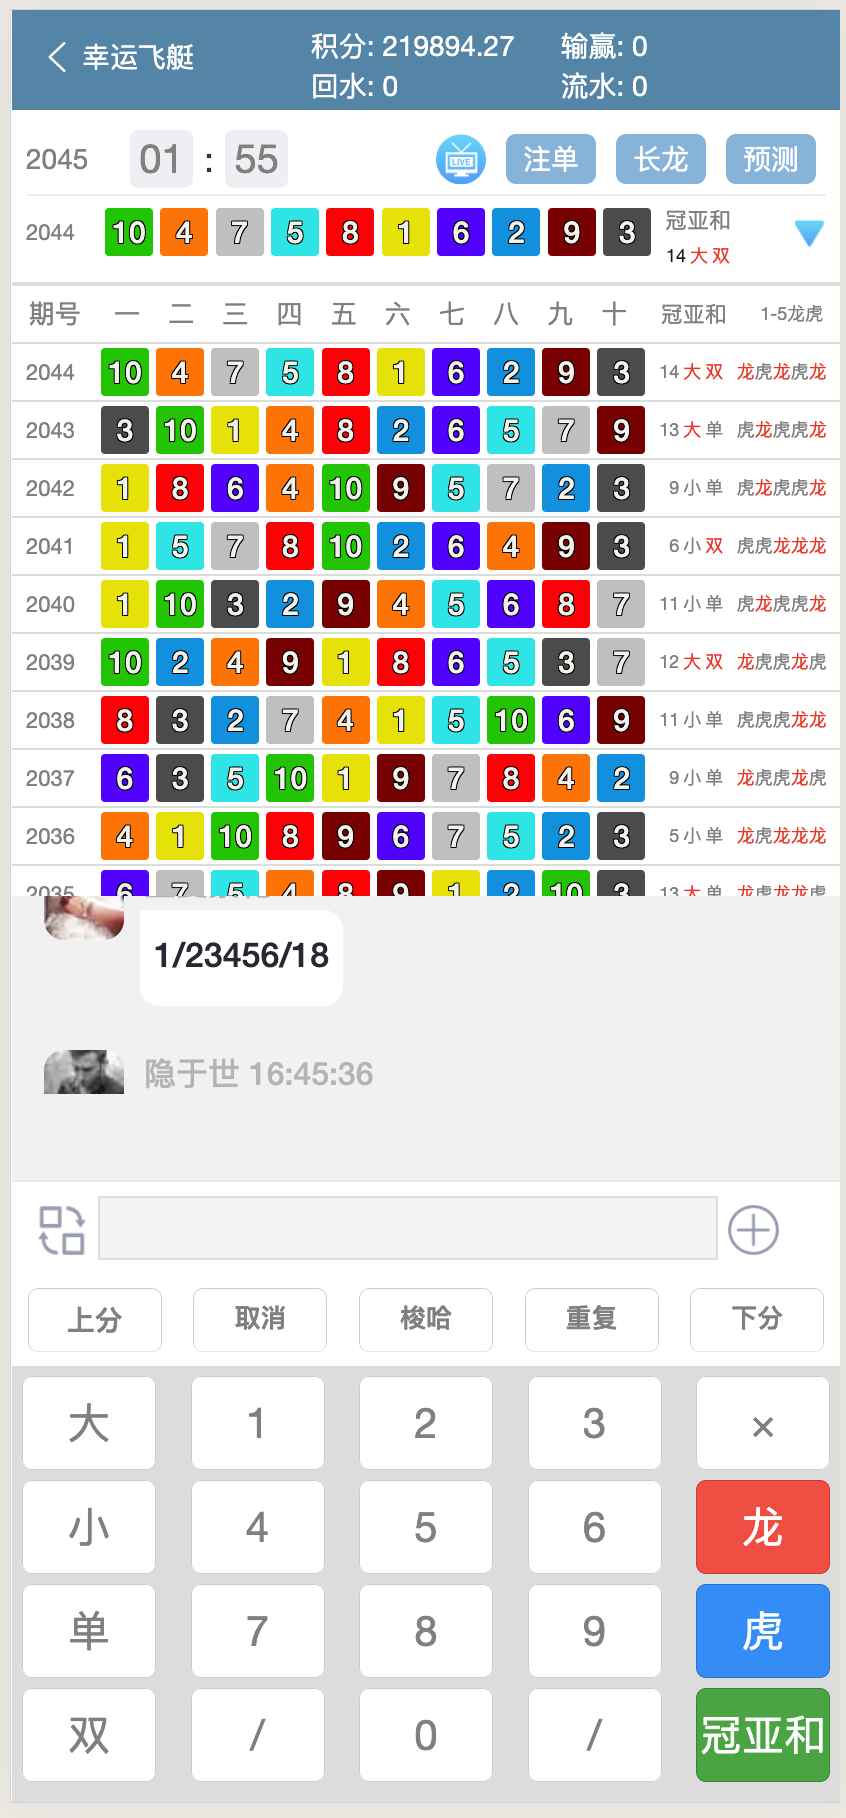 幸运飞艇
积分: 219894.27 输赢: 0
回水: 0 流水: 0
2045 01 : 55 LIVE 注单 长龙 预测
2044 10 4 7 5 8 1 6 2 9 3 冠亚和
14 大 双
期号 一 二 三 四 五 六 七 八 九 十 冠亚和 1-5龙虎
2044 10 4 7 5 8 1 6 2 9 3 14 大 双 龙虎龙虎龙
2043 3 10 1 4 8 2 6 5 7 9 13 大 单 虎龙虎虎龙
2042 1 8 6 4 10 9 5 7 2 3 9 小 单 虎龙虎虎龙
2041 1 5 7 8 10 2 6 4 9 3 6 小 双 虎虎龙龙龙
2040 1 10 3 2 9 4 5 6 8 7 11 小 单 虎龙虎虎龙
2039 10 2 4 9 1 8 6 5 3 7 12 大 双 龙虎虎龙虎
2038 8 3 2 7 4 1 5 10 6 9 11 小 单 虎虎虎龙龙
2037 6 3 5 10 1 9 7 8 4 2 9 小 单 龙虎虎龙虎
2036 4 1 10 8 9 6 7 5 2 3 5 小 单 龙虎龙龙龙
2035 6 7 5 4 8 9 1 2 10 3 13 大 单 龙虎龙龙虎
1/23456/18
隐于世 16:45:36
上分 取消 梭哈 重复 下分
大 1 2 3 ×
小 4 5 6 龙
单 7 8 9 虎
双 / 0 / 冠亚和